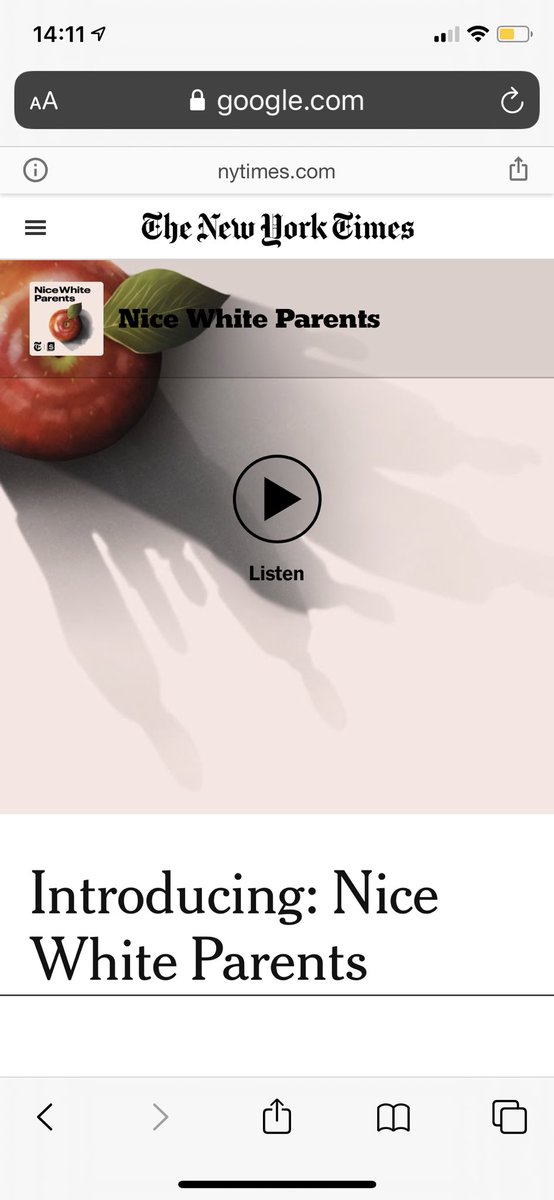 14:11
AA google.com
nytimes.com
The New York Times
Nice White
Parents
Nice White Parents
Listen
Introducing: Nice
White Parents